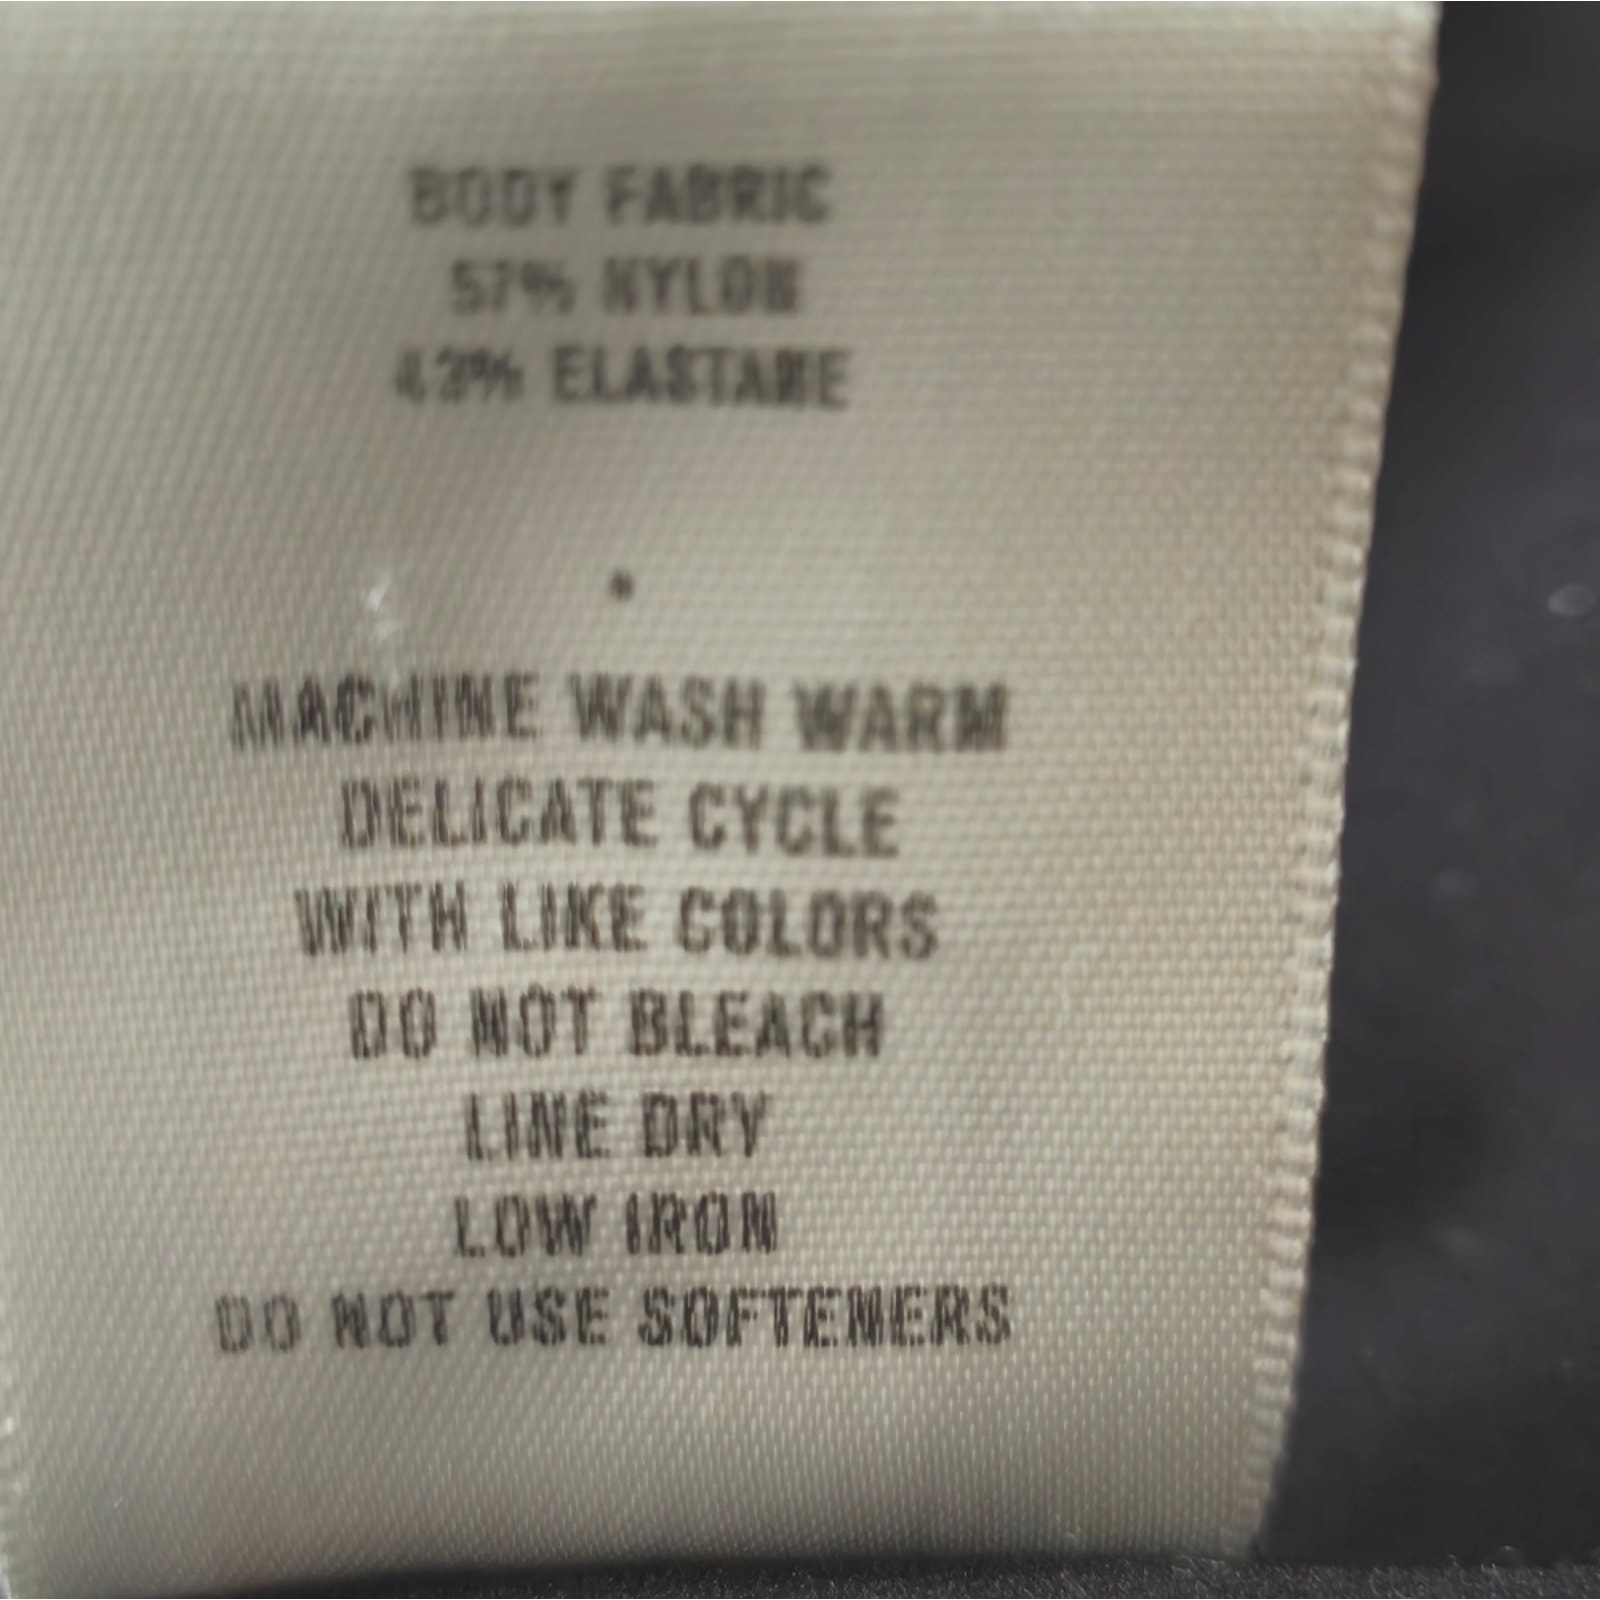 BODY FABRIC
57% NYLON
43% ELASTANE
MACHINE WASH WARM
DELICATE CYCLE
WITH LIKE COLORS
DO NOT BLEACH
LINE DRY
LOW IRON
DO NOT USE SOFTENERS